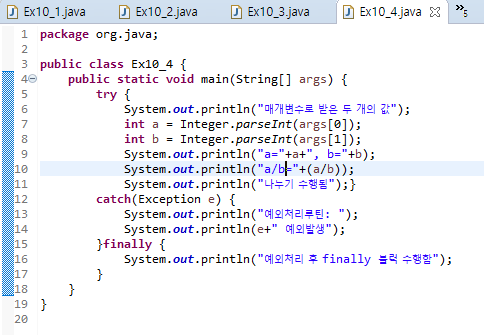 Ex10_1.java Ex10_2.java Ex10_3.java Ex10_4.java »5
1 package org.java;
2
3 public class Ex10_4 {
4 public static void main(String[] args) {
5 try {
6 System.out.println("매개변수로 받은 두 개의 값");
7 int a = Integer.parseInt(args[0]);
8 int b = Integer.parseInt(args[1]);
9 System.out.println("a="+a+", b="+b);
10 System.out.println("a/b="+(a/b));
11 System.out.println("나누기 수행됨");}
12 catch(Exception e) {
13 System.out.println("예외처리루틴: ");
14 System.out.println(e+" 예외발생");
15 }finally {
16 System.out.println("예외처리 후 finally 블럭 수행함");
17 }
18 }
19 }
20